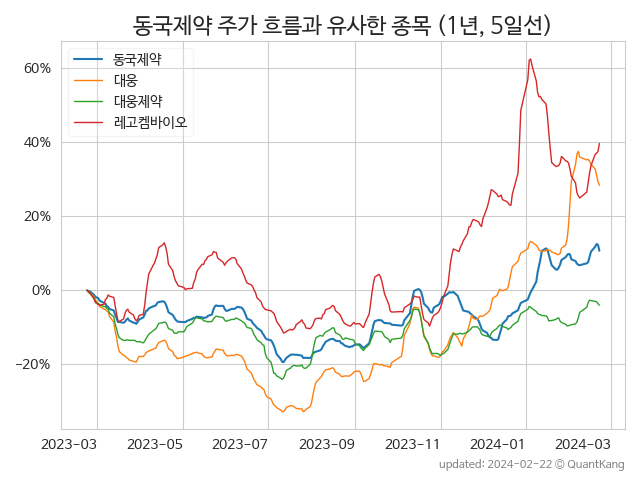 동국제약 주가 흐름과 유사한 종목 (1년, 5일선)
동국제약
대웅
대웅제약
레고켐바이오
60%
40%
20%
0%
−20%
2023-03
2023-05
2023-07
2023-09
2023-11
2024-01
2024-03
updated: 2024-02-22 © QuantKang